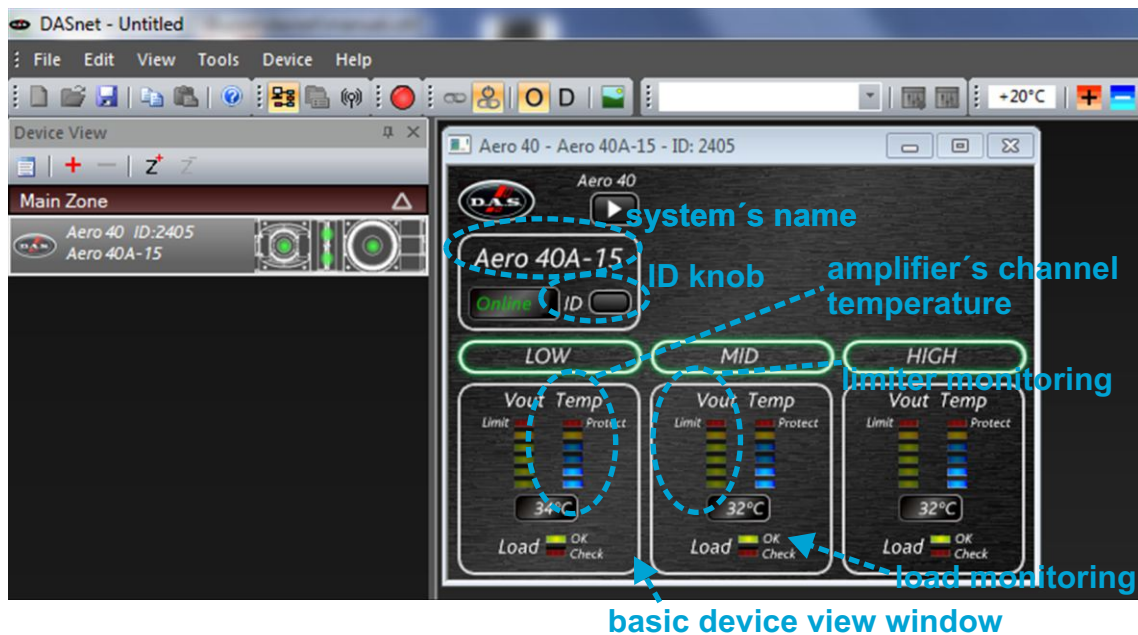 DASnet - Untitled
File Edit View Tools Device Help
O D +20°C
Device View
Z+ Z-
Main Zone
Aero 40 ID:2405
Aero 40A-15
Aero 40 - Aero 40A-15 - ID: 2405
D.A.S.
Aero 40
system´s name
Aero 40A-15
ID knob
Online ID
amplifier´s channel
temperature
LOW MID HIGH
limiter monitoring
Vout Temp Vout Temp Vout Temp
Limit Protect Limit Protect Limit Protect
34°C 32°C 32°C
Load OK Check Load OK Check Load OK Check
load monitoring
basic device view window